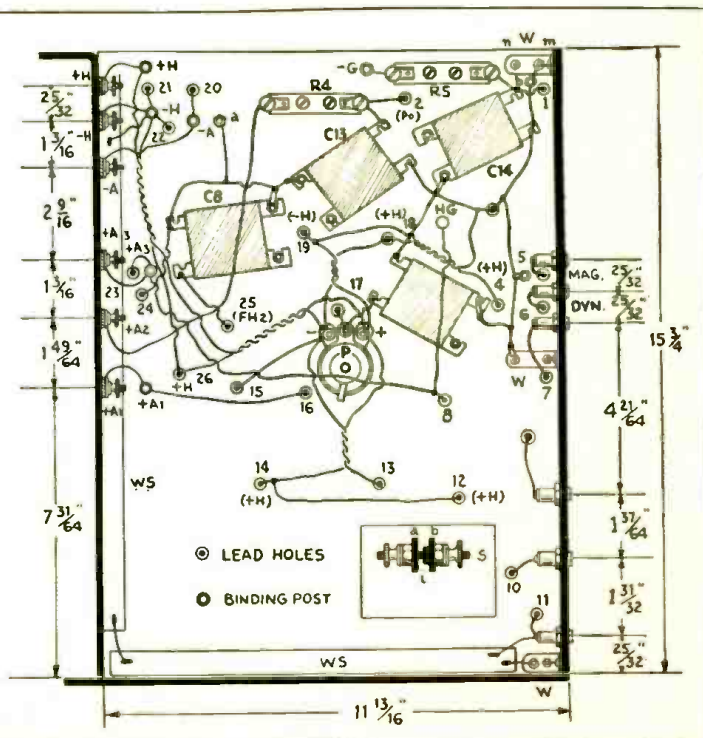 +H
+H
21
20
-G
R4
R5
n W m
1
2
(Po)
25/32"
-H
22
-A
a
C13
C14
1 3/16"
-H
-A
C8
2 9/16"
(-H)
19
(+H)
18
HG
+A3
3
+A3
23
24
25
(FH2)
17
(+H)
4
5
MAG.
25/32"
6
DYN.
25/32"
1 3/16"
+A2
- +
P
O
15 3/4"
1 49/64"
+H
26
15
16
8
W
7
+A1
+A1
4 21/64"
14
(+H)
13
12
(+H)
WS
7 31/64"
LEAD HOLES
BINDING POST
a b
S
L
10
11
1 37/64"
1 31/32"
25/32"
WS
W
11 13/16"